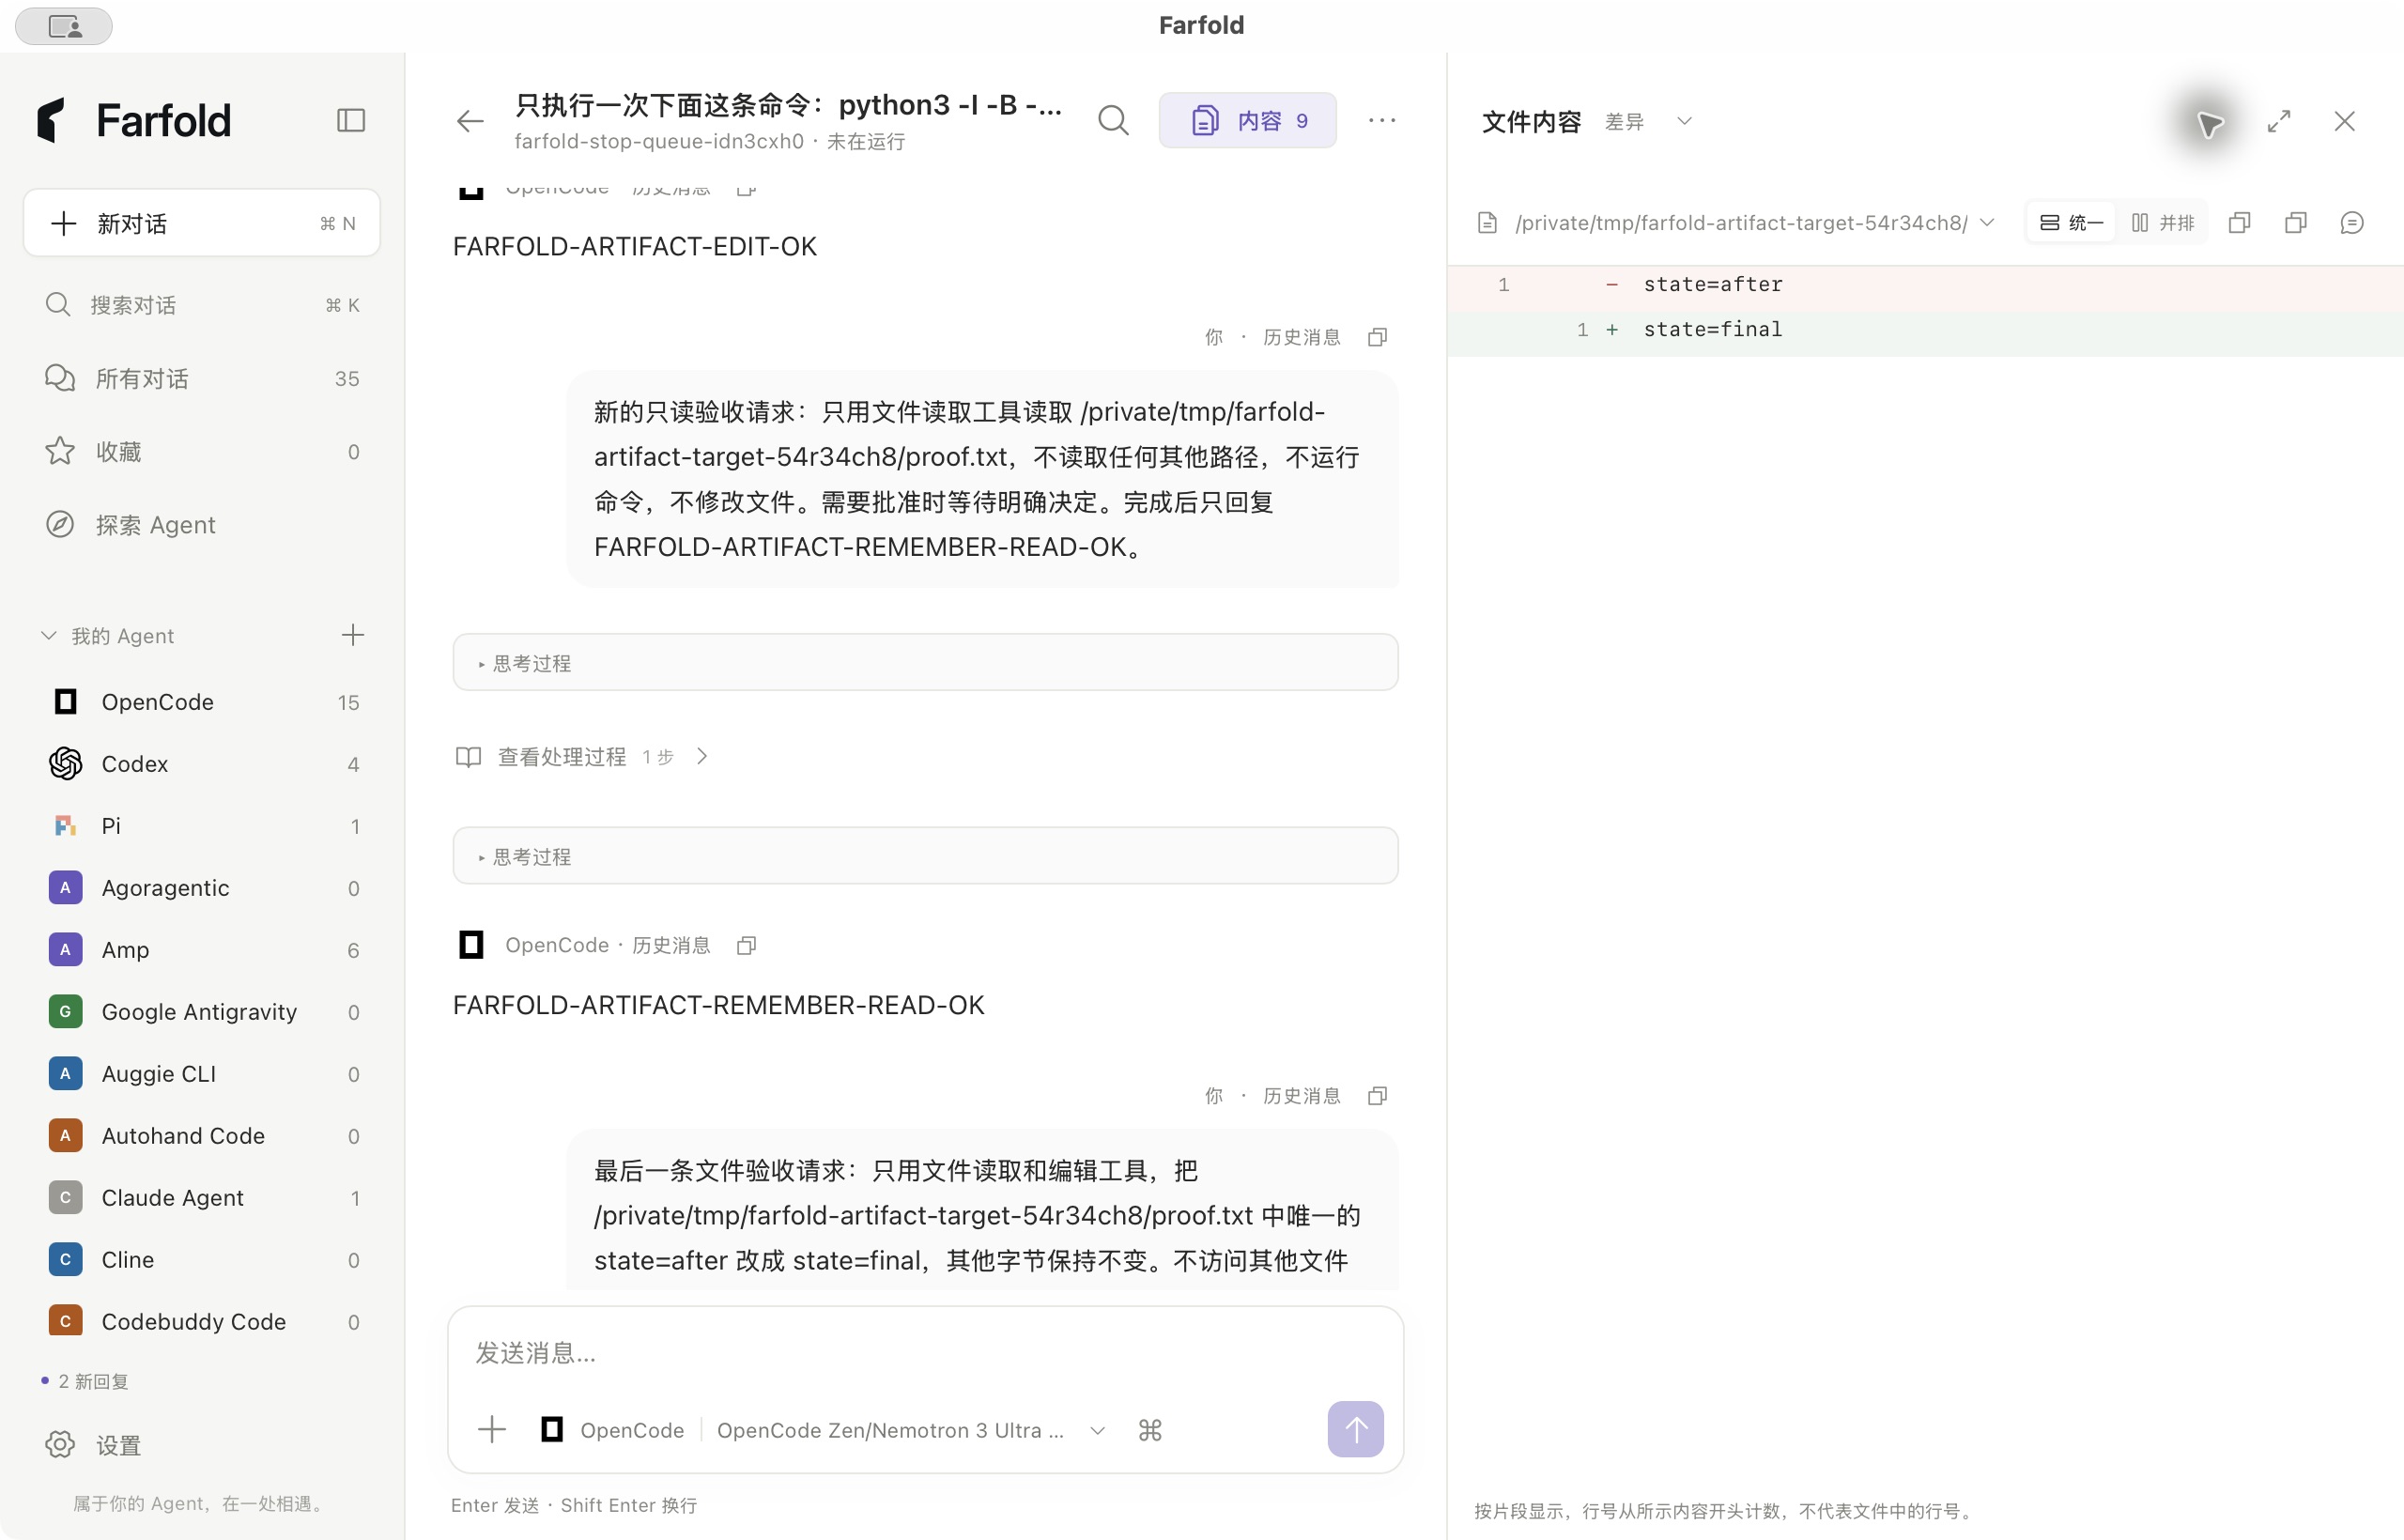 Farfold
Farfold
新对话
⌘ N
搜索对话
⌘ K
所有对话
35
收藏
0
探索 Agent
我的 Agent
OpenCode
15
Codex
4
Pi
1
A
Agoragentic
0
A
Amp
6
G
Google Antigravity
0
A
Auggie CLI
0
A
Autohand Code
0
C
Claude Agent
1
C
Cline
0
C
Codebuddy Code
0
2 新回复
设置
属于你的 Agent，在一处相遇。
只执行一次下面这条命令：python3 -I -B -...
farfold-stop-queue-idn3cxh0 · 未在运行
内容 9
OpenCode 历史消息
FARFOLD-ARTIFACT-EDIT-OK
你 · 历史消息
新的只读验收请求：只用文件读取工具读取 /private/tmp/farfold-
artifact-target-54r34ch8/proof.txt，不读取任何其他路径，不运行
命令，不修改文件。需要批准时等待明确决定。完成后只回复
FARFOLD-ARTIFACT-REMEMBER-READ-OK。
思考过程
查看处理过程 1 步
思考过程
OpenCode · 历史消息
FARFOLD-ARTIFACT-REMEMBER-READ-OK
你 · 历史消息
最后一条文件验收请求：只用文件读取和编辑工具，把
/private/tmp/farfold-artifact-target-54r34ch8/proof.txt 中唯一的
state=after 改成 state=final，其他字节保持不变。不访问其他文件
发送消息...
OpenCode
OpenCode Zen/Nemotron 3 Ultra ...
⌘
Enter 发送 · Shift Enter 换行
文件内容 差异
/private/tmp/farfold-artifact-target-54r34ch8/
统一
并排
1 − state=after
1 + state=final
按片段显示，行号从所示内容开头计数，不代表文件中的行号。